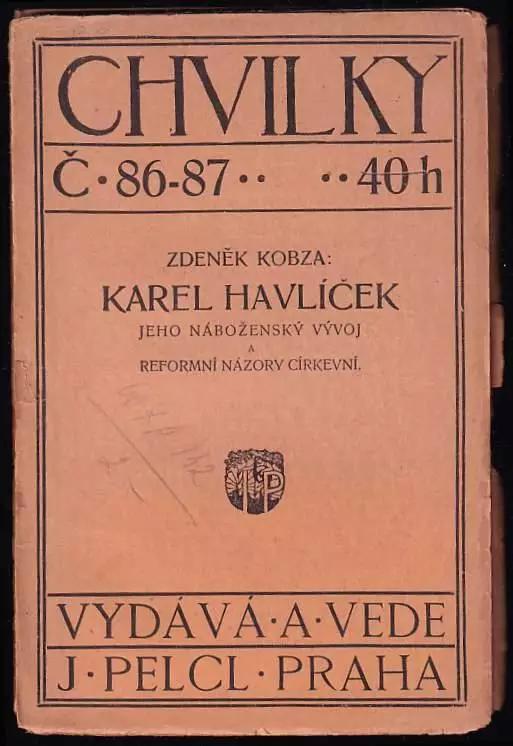 CHVILKY
Č·86-87·· ··40 h
ZDENĚK KOBZA:
KAREL HAVLÍČEK
JEHO NÁBOŽENSKÝ VÝVOJ
A
REFORMNÍ NÁZORY CÍRKEVNÍ.
VYDÁVÁ·A·VEDE
J·PELCL·PRAHA